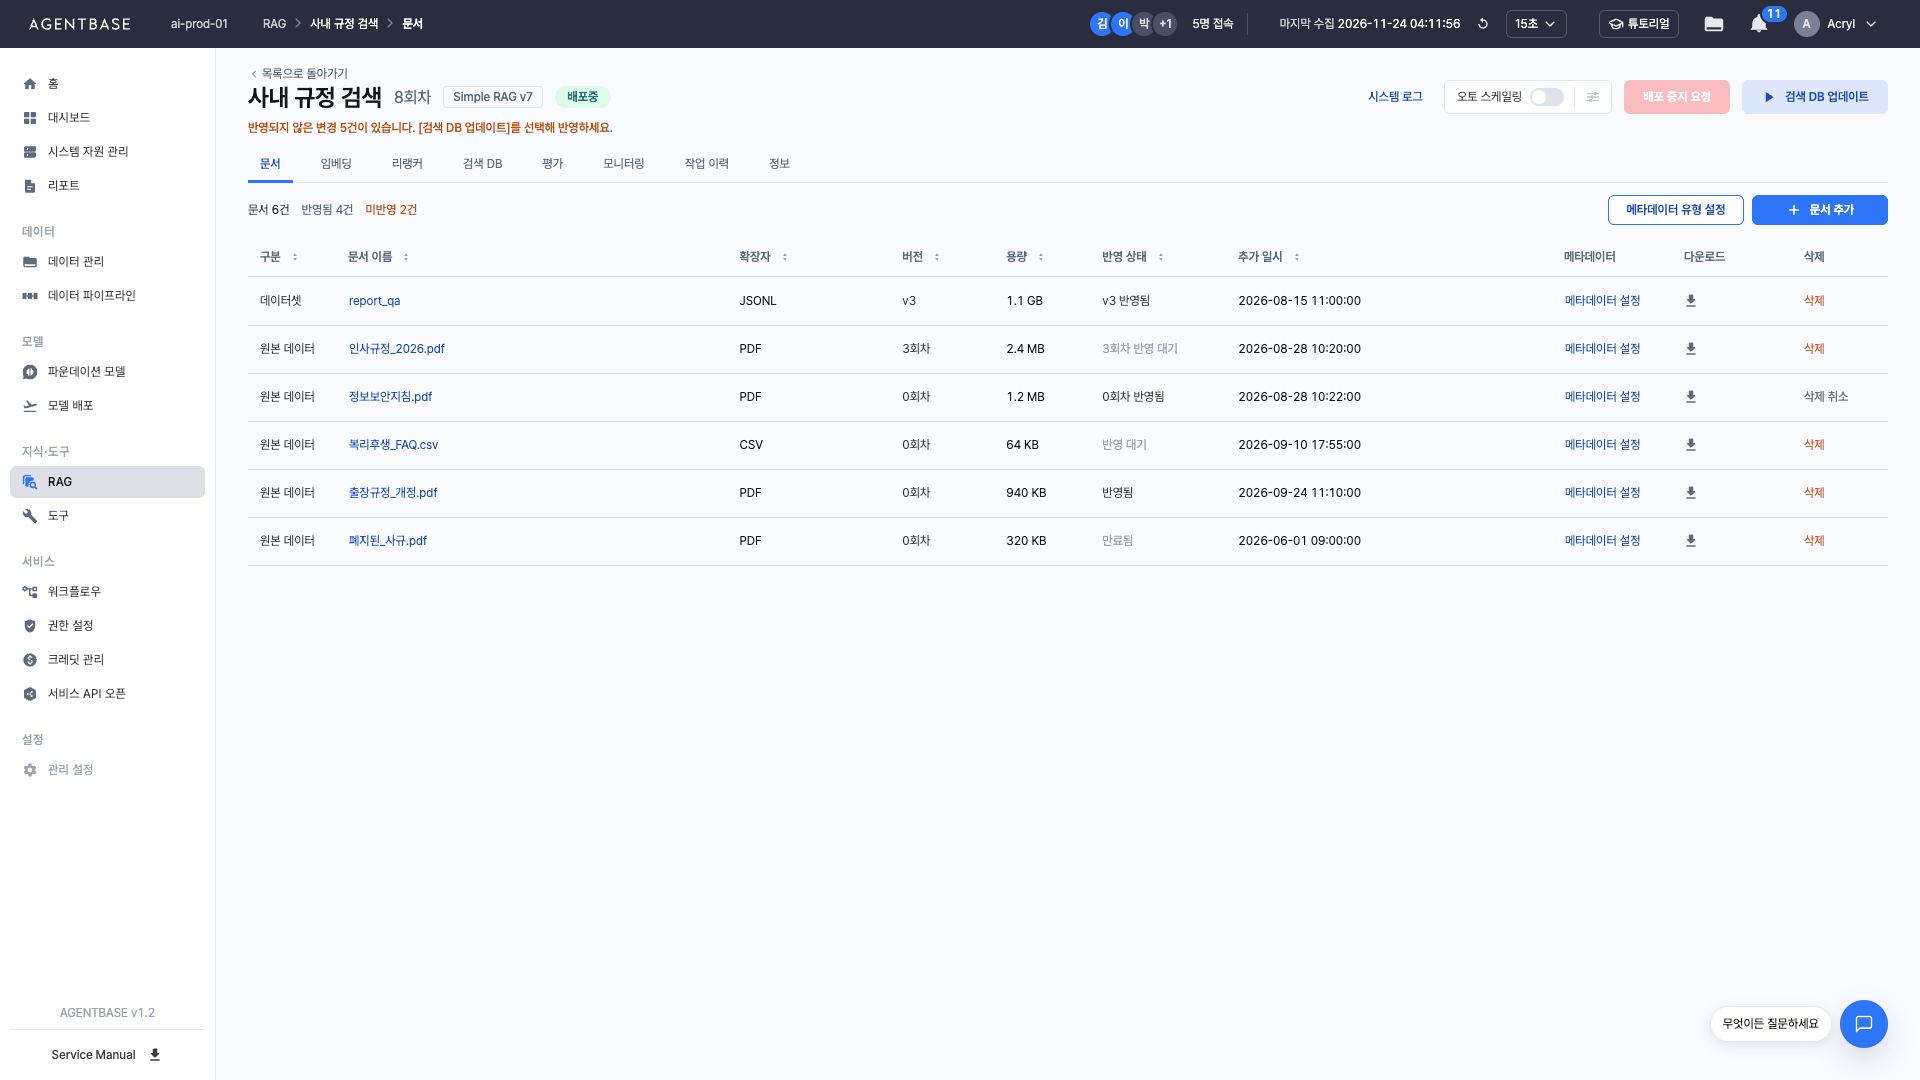 AGENTBASE
ai-prod-01
RAG 사내 규정 검색 문서
김 이 박 +1 5명 접속
마지막 수집 2026-11-24 04:11:56
15초
튜토리얼
11
A Acryl
홈
대시보드
시스템 자원 관리
리포트
데이터
데이터 관리
데이터 파이프라인
모델
파운데이션 모델
모델 배포
지식·도구
RAG
도구
서비스
워크플로우
권한 설정
크레딧 관리
서비스 API 오픈
설정
관리 설정
AGENTBASE v1.2
Service Manual
목록으로 돌아가기
사내 규정 검색 8회차 Simple RAG v7 배포중
시스템 로그 오토 스케일링 배포 중지 요청 검색 DB 업데이트
반영되지 않은 변경 5건이 있습니다. [검색 DB 업데이트]를 선택해 반영하세요.
문서 임베딩 리랭커 검색 DB 평가 모니터링 작업 이력 정보
문서 6건 반영됨 4건 미반영 2건
메타데이터 유형 설정 문서 추가
구분 문서 이름 확장자 버전 용량 반영 상태 추가 일시 메타데이터 다운로드 삭제
데이터셋 report_qa JSONL v3 1.1 GB v3 반영됨 2026-08-15 11:00:00 메타데이터 설정 삭제
원본 데이터 인사규정_2026.pdf PDF 3회차 2.4 MB 3회차 반영 대기 2026-08-28 10:20:00 메타데이터 설정 삭제
원본 데이터 정보보안지침.pdf PDF 0회차 1.2 MB 0회차 반영됨 2026-08-28 10:22:00 메타데이터 설정 삭제 취소
원본 데이터 복리후생_FAQ.csv CSV 0회차 64 KB 반영 대기 2026-09-10 17:55:00 메타데이터 설정 삭제
원본 데이터 출장규정_개정.pdf PDF 0회차 940 KB 반영됨 2026-09-24 11:10:00 메타데이터 설정 삭제
원본 데이터 폐지된_사규.pdf PDF 0회차 320 KB 만료됨 2026-06-01 09:00:00 메타데이터 설정 삭제
무엇이든 질문하세요